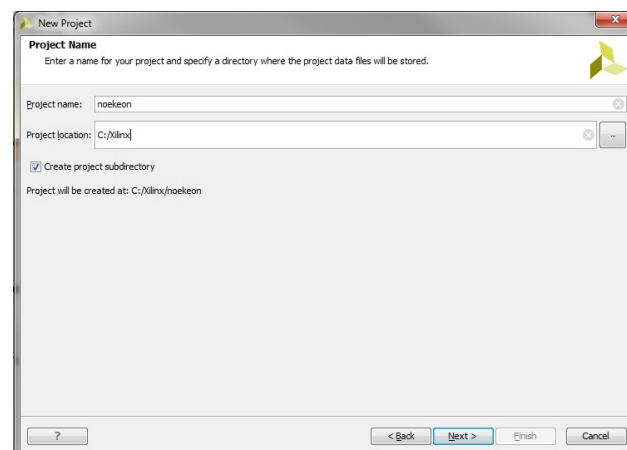 New Project
Project Name
Enter a name for your project and specify a directory where the project data files will be stored.
Project name: noekeon
Project location: C:/Xilinx
...
Create project subdirectory
Project will be created at: C:/Xilinx/noekeon
? < Back Next > Finish Cancel